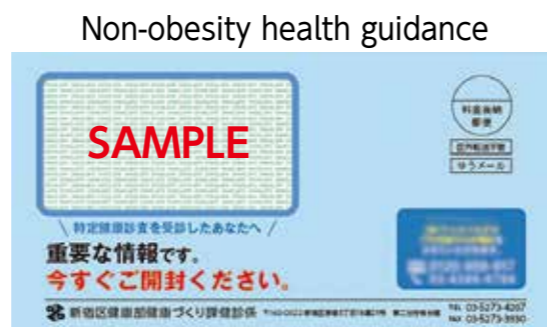 Non-obesity health guidance
SAMPLE
料金後納
郵便
ゆうメール
\ 特定健康診査を受診したあなたへ /
重要な情報です。
今すぐご開封ください。
新宿区健康部健康づくり課健診係
TEL 03-5273-4207
FAX 03-5273-3930